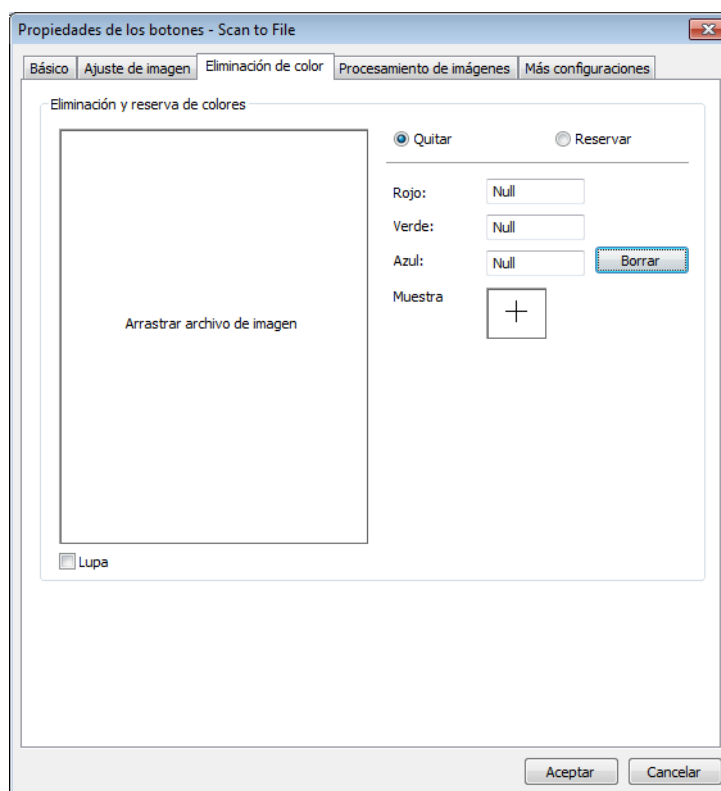 Propiedades de los botones - Scan to File
Básico Ajuste de imagen Eliminación de color Procesamiento de imágenes Más configuraciones
Eliminación y reserva de colores
Quitar Reservar
Rojo: Null
Verde: Null
Azul: Null Borrar
Muestra
Arrastrar archivo de imagen
Lupa
Aceptar Cancelar